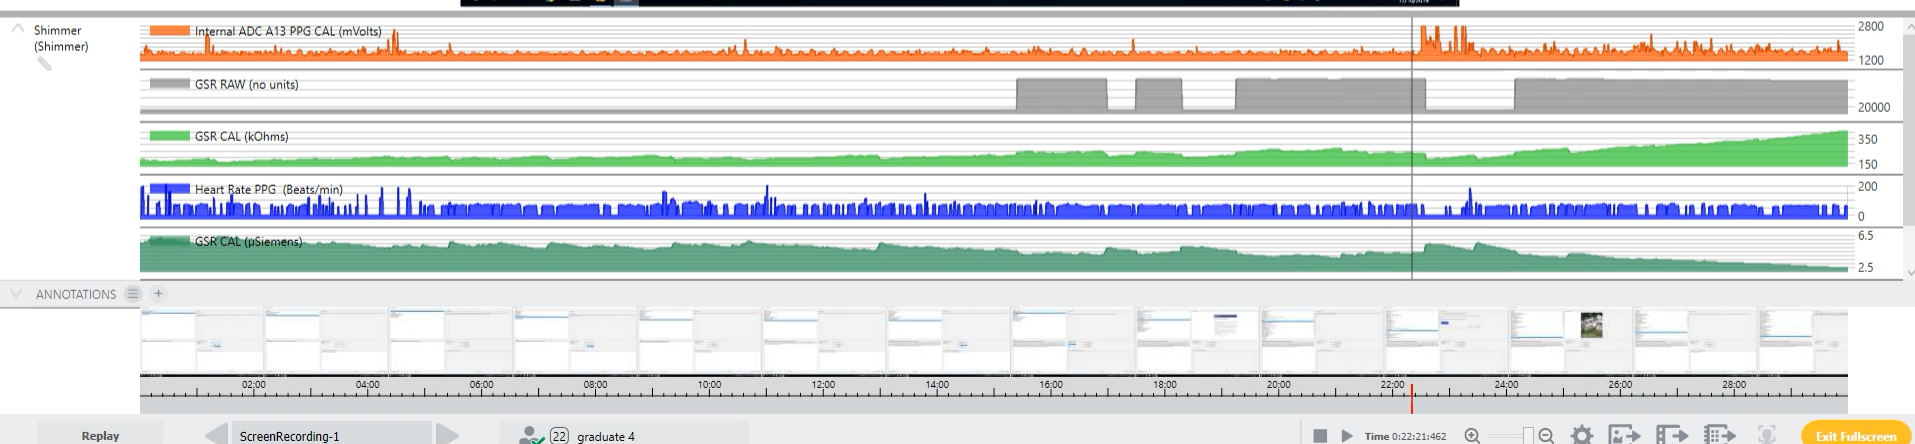 Shimmer
(Shimmer)
Internal ADC A13 PPG CAL (mVolts)
2800
1200
GSR RAW (no units)
20000
GSR CAL (kOhms)
350
150
Heart Rate PPG (Beats/min)
200
0
GSR CAL (µSiemens)
6.5
2.5
ANNOTATIONS
02:00 04:00 06:00 08:00 10:00 12:00 14:00 16:00 18:00 20:00 22:00 24:00 26:00 28:00
Replay
ScreenRecording-1
22 graduate 4
Time 0:22:21:462
Exit Fullscreen